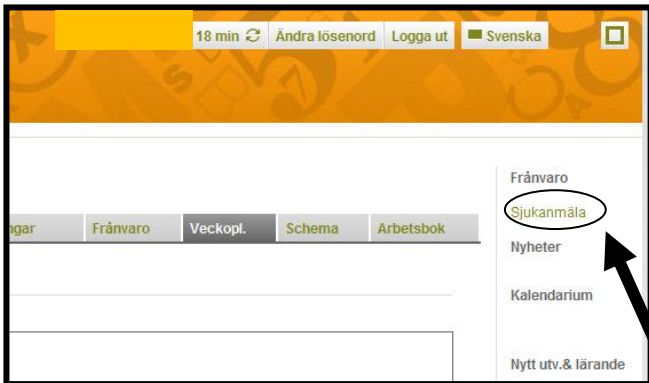 18 min Ändra lösenord Logga ut Svenska
Frånvaro
Sjukanmäla
ngar Frånvaro Veckopl. Schema Arbetsbok
Nyheter
Kalendarium
Nytt utv.& lärande